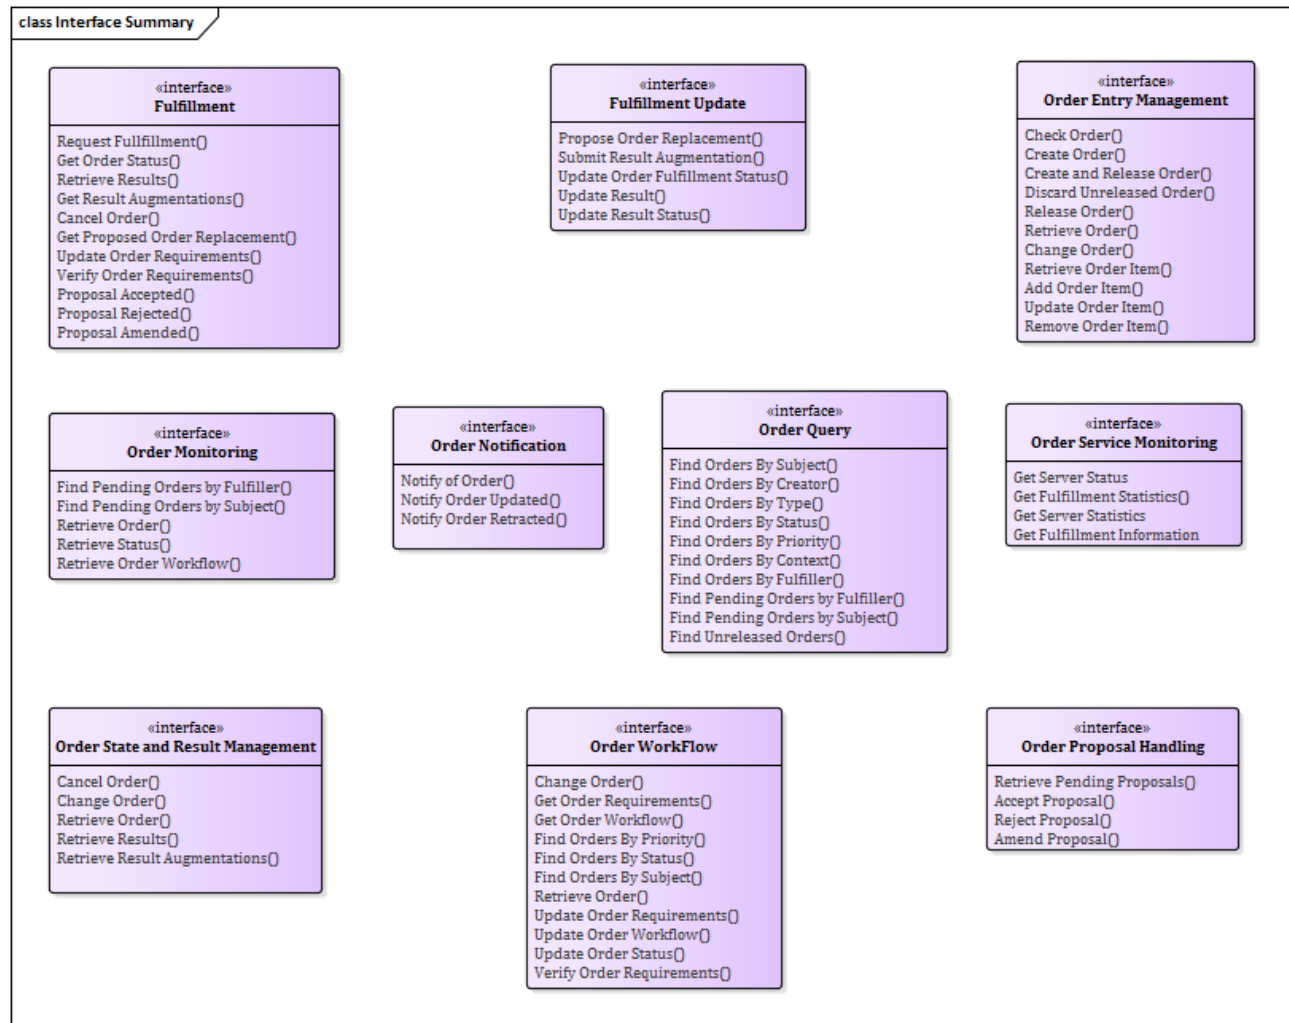 class Interface Summary
«interface»
Fulfillment
Request Fullfillment()
Get Order Status()
Retrieve Results()
Get Result Augmentations()
Cancel Order()
Get Proposed Order Replacement()
Update Order Requirements()
Verify Order Requirements()
Proposal Accepted()
Proposal Rejected()
Proposal Amended()
«interface»
Fulfillment Update
Propose Order Replacement()
Submit Result Augmentation()
Update Order Fulfillment Status()
Update Result()
Update Result Status()
«interface»
Order Entry Management
Check Order()
Create Order()
Create and Release Order()
Discard Unreleased Order()
Release Order()
Retrieve Order()
Change Order()
Retrieve Order Item()
Add Order Item()
Update Order Item()
Remove Order Item()
«interface»
Order Monitoring
Find Pending Orders by Fulfiller()
Find Pending Orders by Subject()
Retrieve Order()
Retrieve Status()
Retrieve Order Workflow()
«interface»
Order Notification
Notify of Order()
Notify Order Updated()
Notify Order Retracted()
«interface»
Order Query
Find Orders By Subject()
Find Orders By Creator()
Find Orders By Type()
Find Orders By Status()
Find Orders By Priority()
Find Orders By Context()
Find Orders By Fulfiller()
Find Pending Orders by Fulfiller()
Find Pending Orders by Subject()
Find Unreleased Orders()
«interface»
Order Service Monitoring
Get Server Status
Get Fulfillment Statistics()
Get Server Statistics
Get Fulfillment Information
«interface»
Order State and Result Management
Cancel Order()
Change Order()
Retrieve Order()
Retrieve Results()
Retrieve Result Augmentations()
«interface»
Order WorkFlow
Change Order()
Get Order Requirements()
Get Order Workflow()
Find Orders By Priority()
Find Orders By Status()
Find Orders By Subject()
Retrieve Order()
Update Order Requirements()
Update Order Workflow()
Update Order Status()
Verify Order Requirements()
«interface»
Order Proposal Handling
Retrieve Pending Proposals()
Accept Proposal()
Reject Proposal()
Amend Proposal()